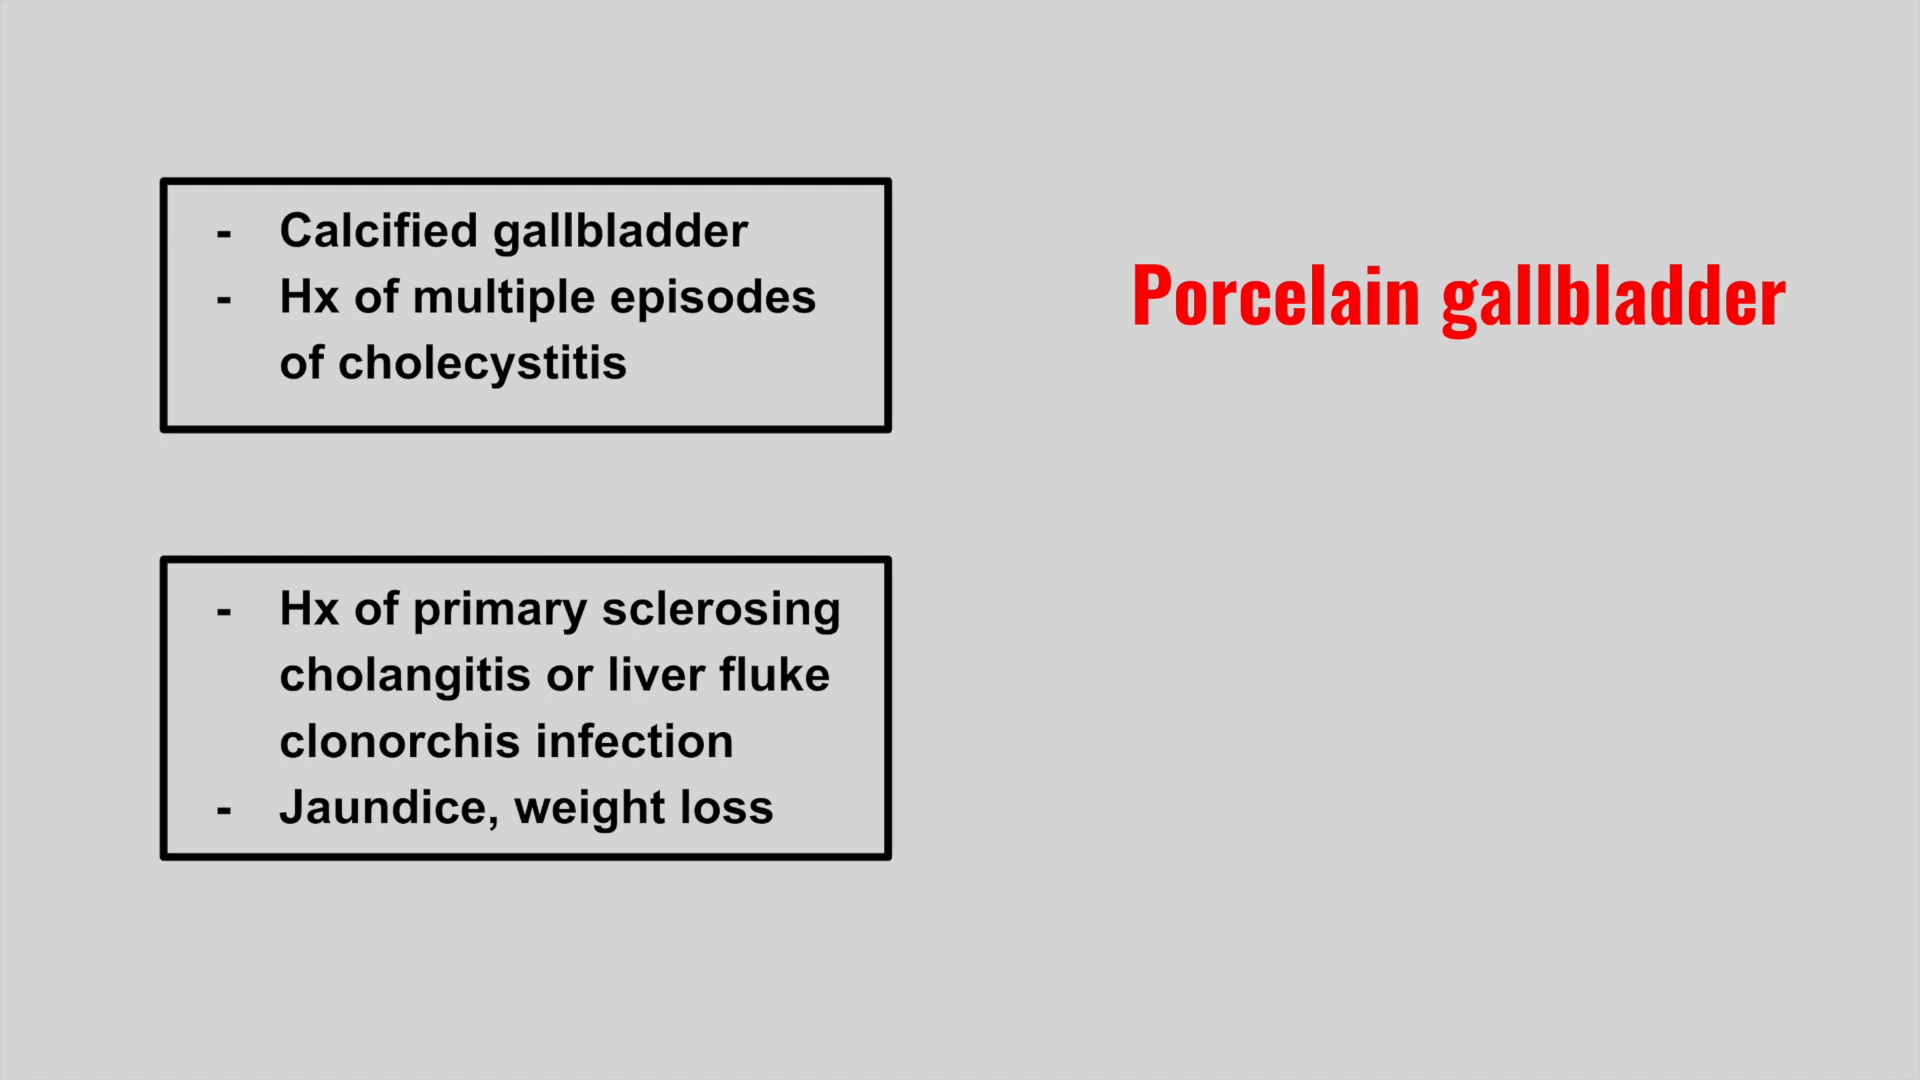 - Calcified gallbladder
- Hx of multiple episodes
of cholecystitis
Porcelain gallbladder
- Hx of primary sclerosing
cholangitis or liver fluke
clonorchis infection
- Jaundice, weight loss